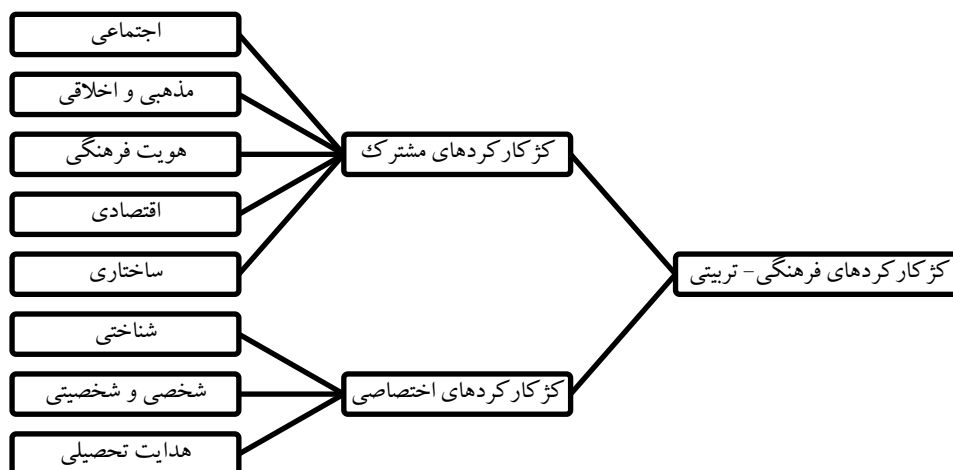 کژکارکردهای فرهنگی- تربیتی
کژکارکردهای مشترک
اجتماعی
مذهبی و اخلاقی
هویت فرهنگی
اقتصادی
ساختاری
کژکارکردهای اختصاصی
شناختی
شخصی و شخصیتی
هدایت تحصیلی